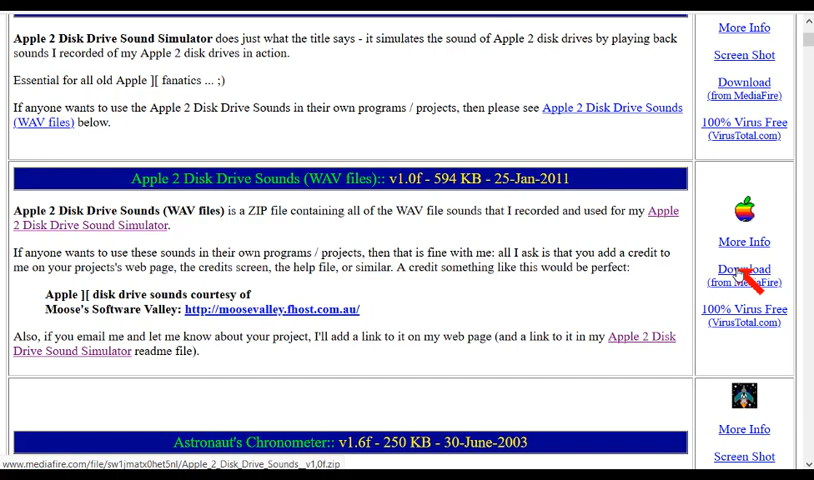 Apple 2 Disk Drive Sound Simulator does just what the title says - it simulates the sound of Apple 2 disk drives by playing back
sounds I recorded of my Apple 2 disk drives in action.
Essential for all old Apple ][ fanatics ... ;)
If anyone wants to use the Apple 2 Disk Drive Sounds in their own programs / projects, then please see Apple 2 Disk Drive Sounds
(WAV files) below.
More Info
Screen Shot
Download
(from MediaFire)
100% Virus Free
(VirusTotal.com)
Apple 2 Disk Drive Sounds (WAV files):: v1.0f - 594 KB - 25-Jan-2011
Apple 2 Disk Drive Sounds (WAV files) is a ZIP file containing all of the WAV file sounds that I recorded and used for my Apple
2 Disk Drive Sound Simulator.
If anyone wants to use these sounds in their own programs / projects, then that is fine with me: all I ask is that you add a credit to
me on your projects's web page, the credits screen, the help file, or similar. A credit something like this would be perfect:
Apple ][ disk drive sounds courtesy of
Moose's Software Valley: http://moosevalley.fhost.com.au/
Also, if you email me and let me know about your project, I'll add a link to it on my web page (and a link to it in my Apple 2 Disk
Drive Sound Simulator readme file).
More Info
Download
(from MediaFire)
100% Virus Free
(VirusTotal.com)
Astronaut's Chronometer:: v1.6f - 250 KB - 30-June-2003
More Info
Screen Shot
www.mediafire.com/file/sw1jmatx0het5nl/Apple_2_Disk_Drive_Sounds__v1,0f.zip